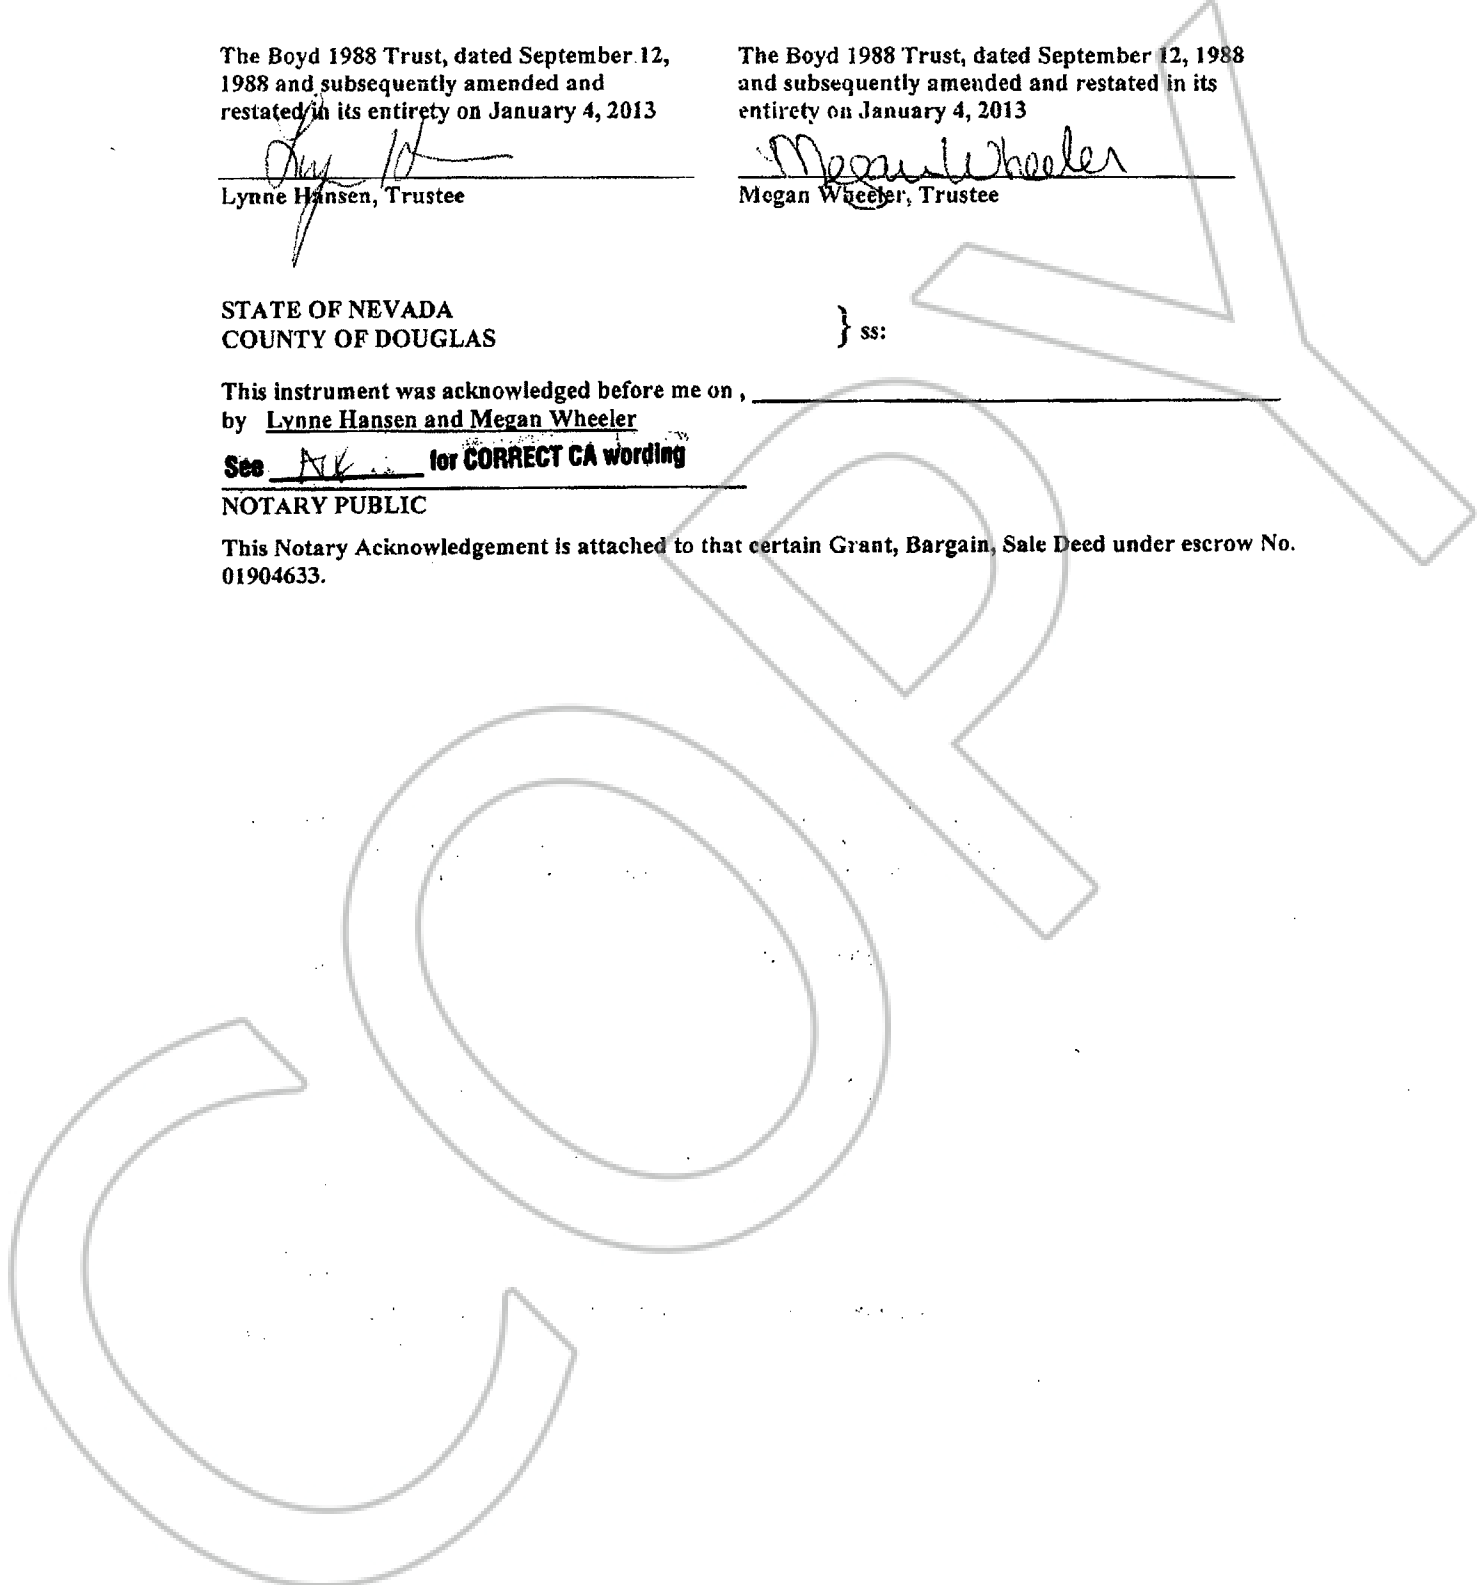 The Boyd 1988 Trust, dated September 12,
1988 and subsequently amended and
restated in its entirety on January 4, 2013
Lynne Hansen, Trustee
The Boyd 1988 Trust, dated September 12, 1988
and subsequently amended and restated in its
entirety on January 4, 2013
Megan Wheeler
Megan Wheeler, Trustee
STATE OF NEVADA
COUNTY OF DOUGLAS
} ss:
This instrument was acknowledged before me on ,
by Lynne Hansen and Megan Wheeler
See for CORRECT CA wording
NOTARY PUBLIC
This Notary Acknowledgement is attached to that certain Grant, Bargain, Sale Deed under escrow No.
01904633.
COPY